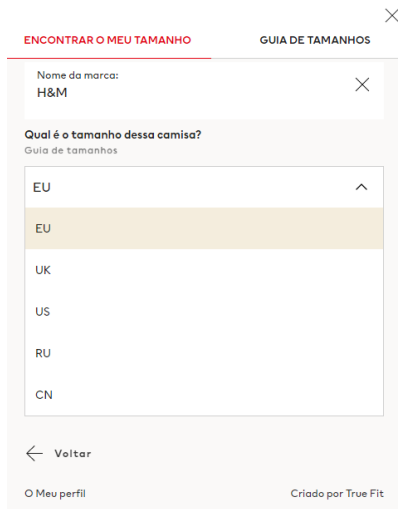 ENCONTRAR O MEU TAMANHO GUIA DE TAMANHOS
Nome da marca:
H&M
Qual é o tamanho dessa camisa?
Guia de tamanhos
EU
EU
UK
US
RU
CN
Voltar
O Meu perfil Criado por True Fit